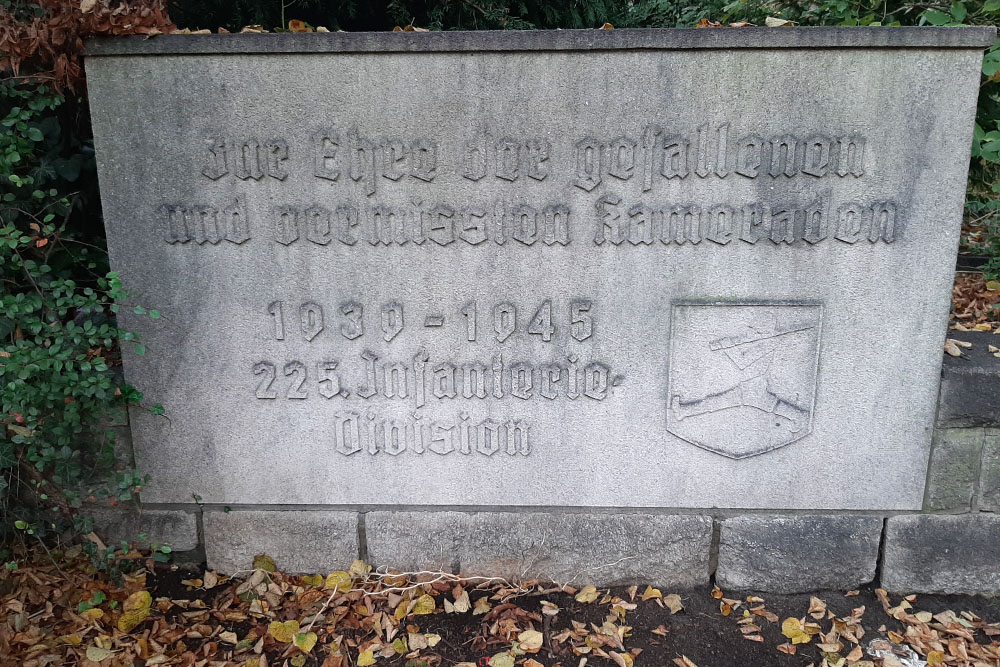 Zur Ehre der gefallenen
und vermissten Kameraden
1939-1945
225. Infanterie-
Division